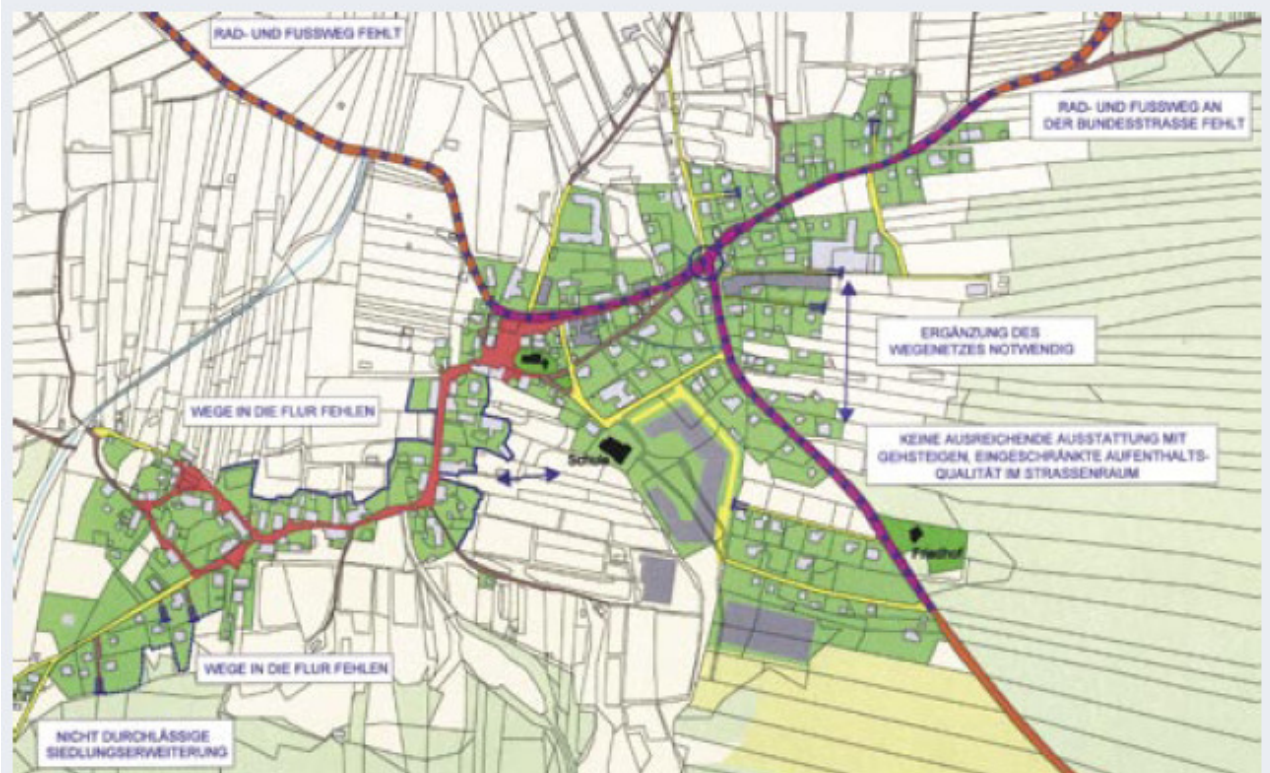 RAD- UND FUSSWEG FEHLT
RAD- UND FUSSWEG AN
DER BUNDESSTRASSE FEHLT
ERGÄNZUNG DES
WEGENETZES NOTWENDIG
WEGE IN DIE FLUR FEHLEN
KEINE AUSREICHENDE AUSSTATTUNG MIT
GEHSTEIGEN, EINGESCHRÄNKTE AUFENTHALTS-
QUALITÄT IM STRASSENRAUM
Schule
Friedhof
WEGE IN DIE FLUR FEHLEN
NICHT DURCHLÄSSIGE
SIEDLUNGSERWEITERUNG